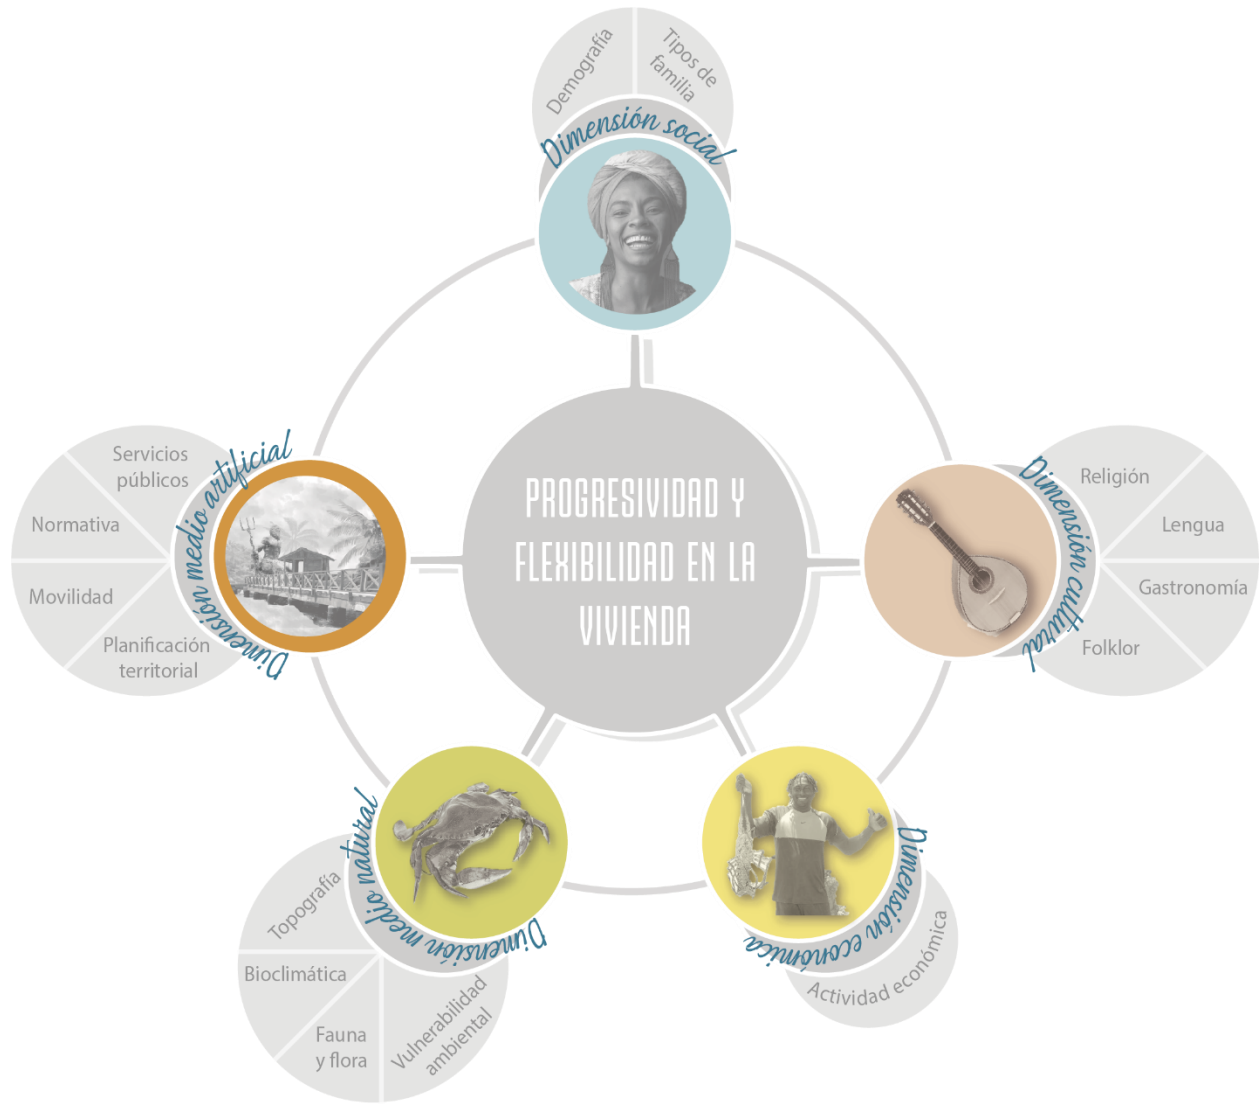 Demografía
Tipos de
familia
Dimensión social
PROGRESIVIDAD Y
FLEXIBILIDAD EN LA
VIVIENDA
Dimensión cultural
Religión
Lengua
Gastronomía
Folklor
Dimensión económica
Actividad económica
Dimensión medio natural
Topografía
Bioclimática
Fauna
y flora
Vulnerabilidad
ambiental
Dimensión medio artificial
Servicios
públicos
Normativa
Movilidad
Planificación
territorial